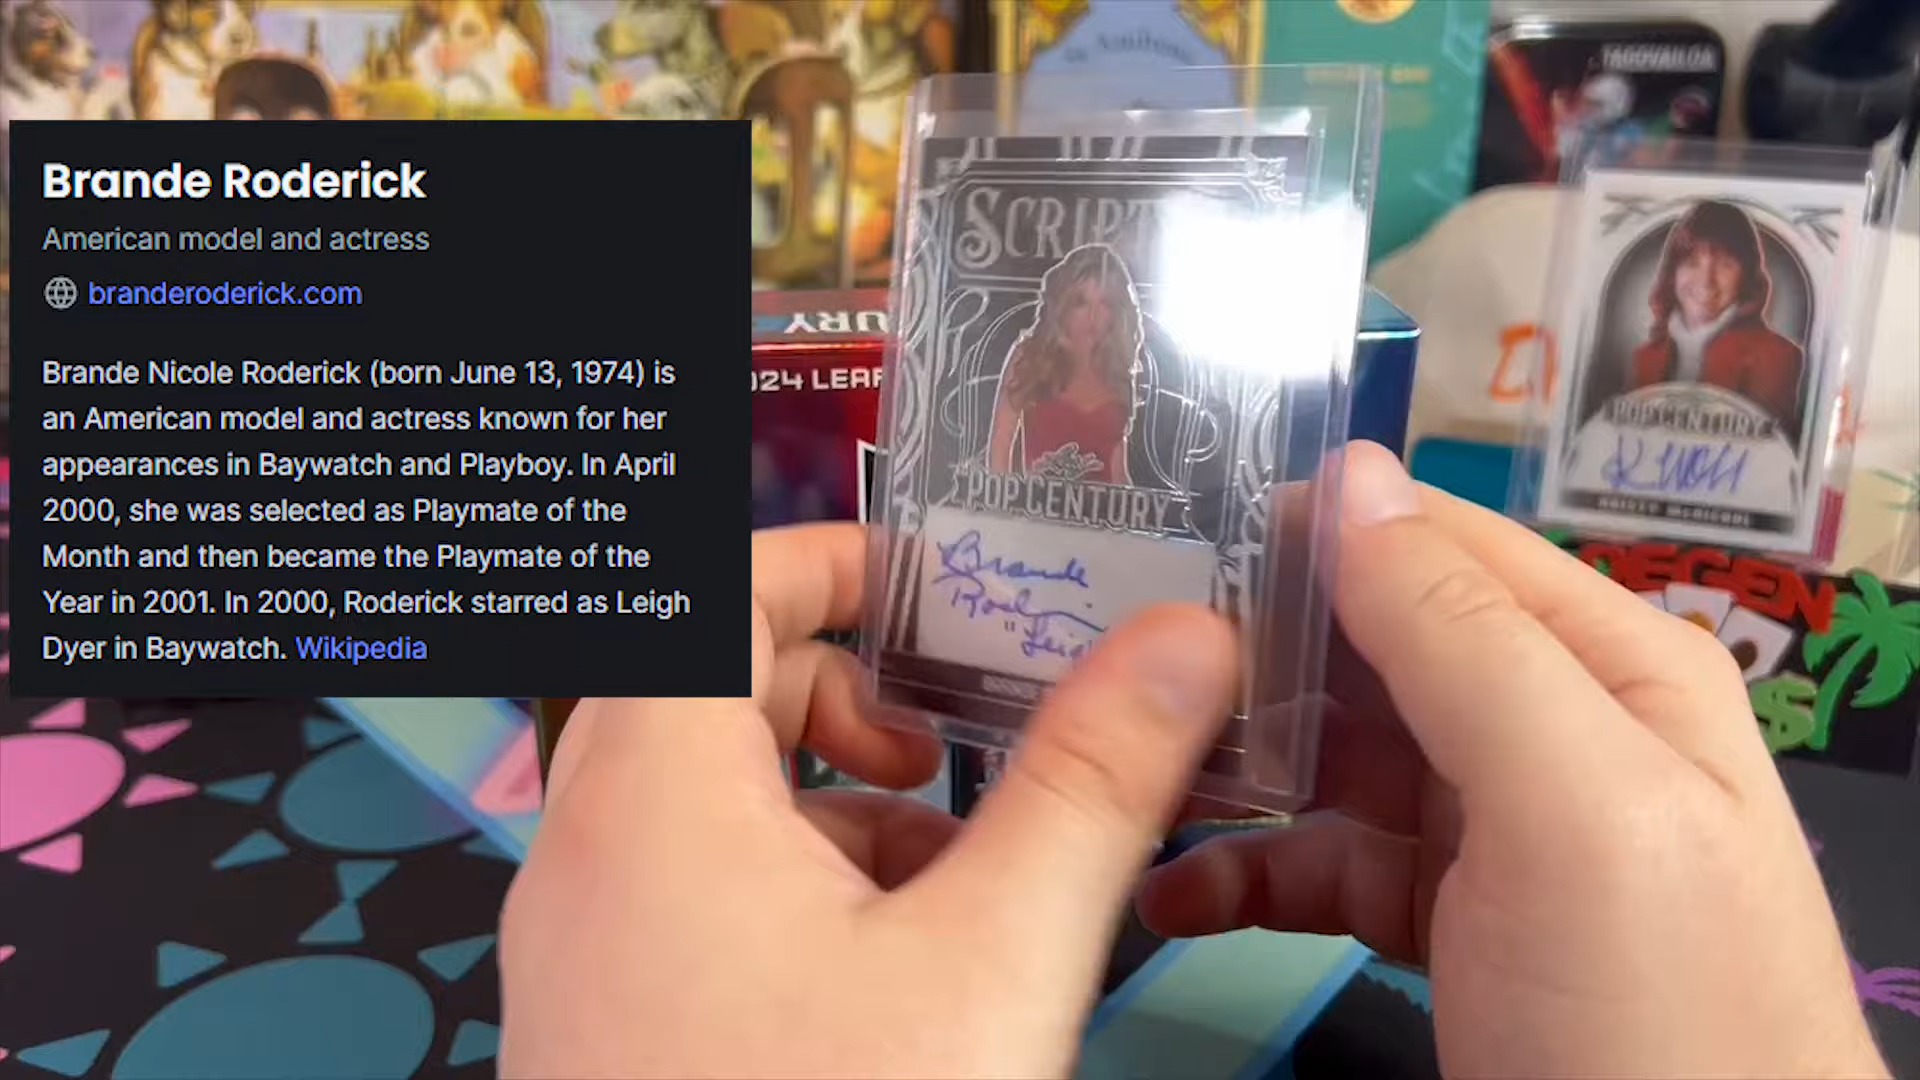 Brande Roderick
American model and actress
branderoderick.com
Brande Nicole Roderick (born June 13, 1974) is
an American model and actress known for her
appearances in Baywatch and Playboy. In April
2000, she was selected as Playmate of the
Month and then became the Playmate of the
Year in 2001. In 2000, Roderick starred as Leigh
Dyer in Baywatch. Wikipedia
TAGOVAILOA
SCRIPT
Leaf
POP CENTURY
Brande
POP CENTURY
DEGEN
$